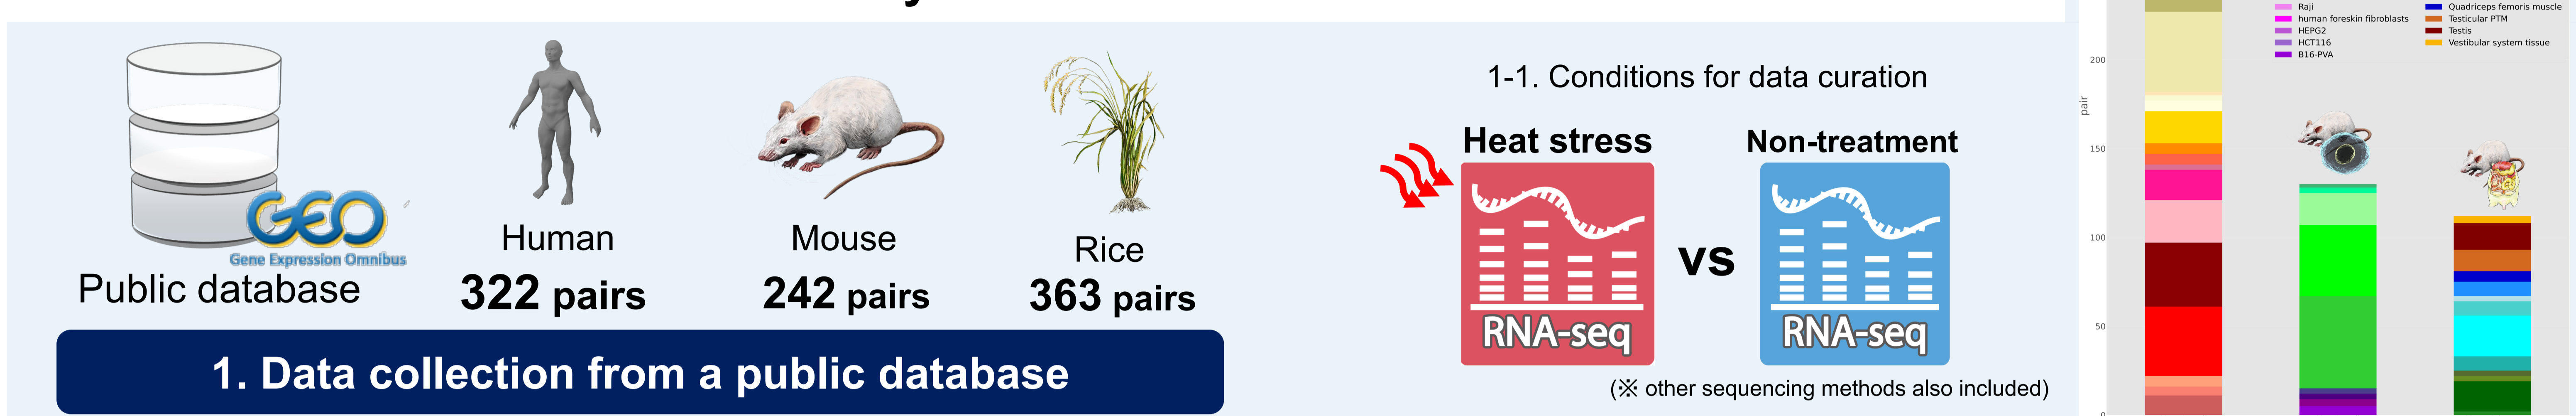 GEO
Gene Expression Omnibus
Public database
Human
322 pairs
Mouse
242 pairs
Rice
363 pairs
1. Data collection from a public database
1-1. Conditions for data curation
Heat stress
Non-treatment
RNA-seq
vs
RNA-seq
(※ other sequencing methods also included)
pair
200
150
100
50
Raji
human foreskin fibroblasts
HEPG2
HCT116
B16-PVA
Quadriceps femoris muscle
Testicular PTM
Testis
Vestibular system tissue